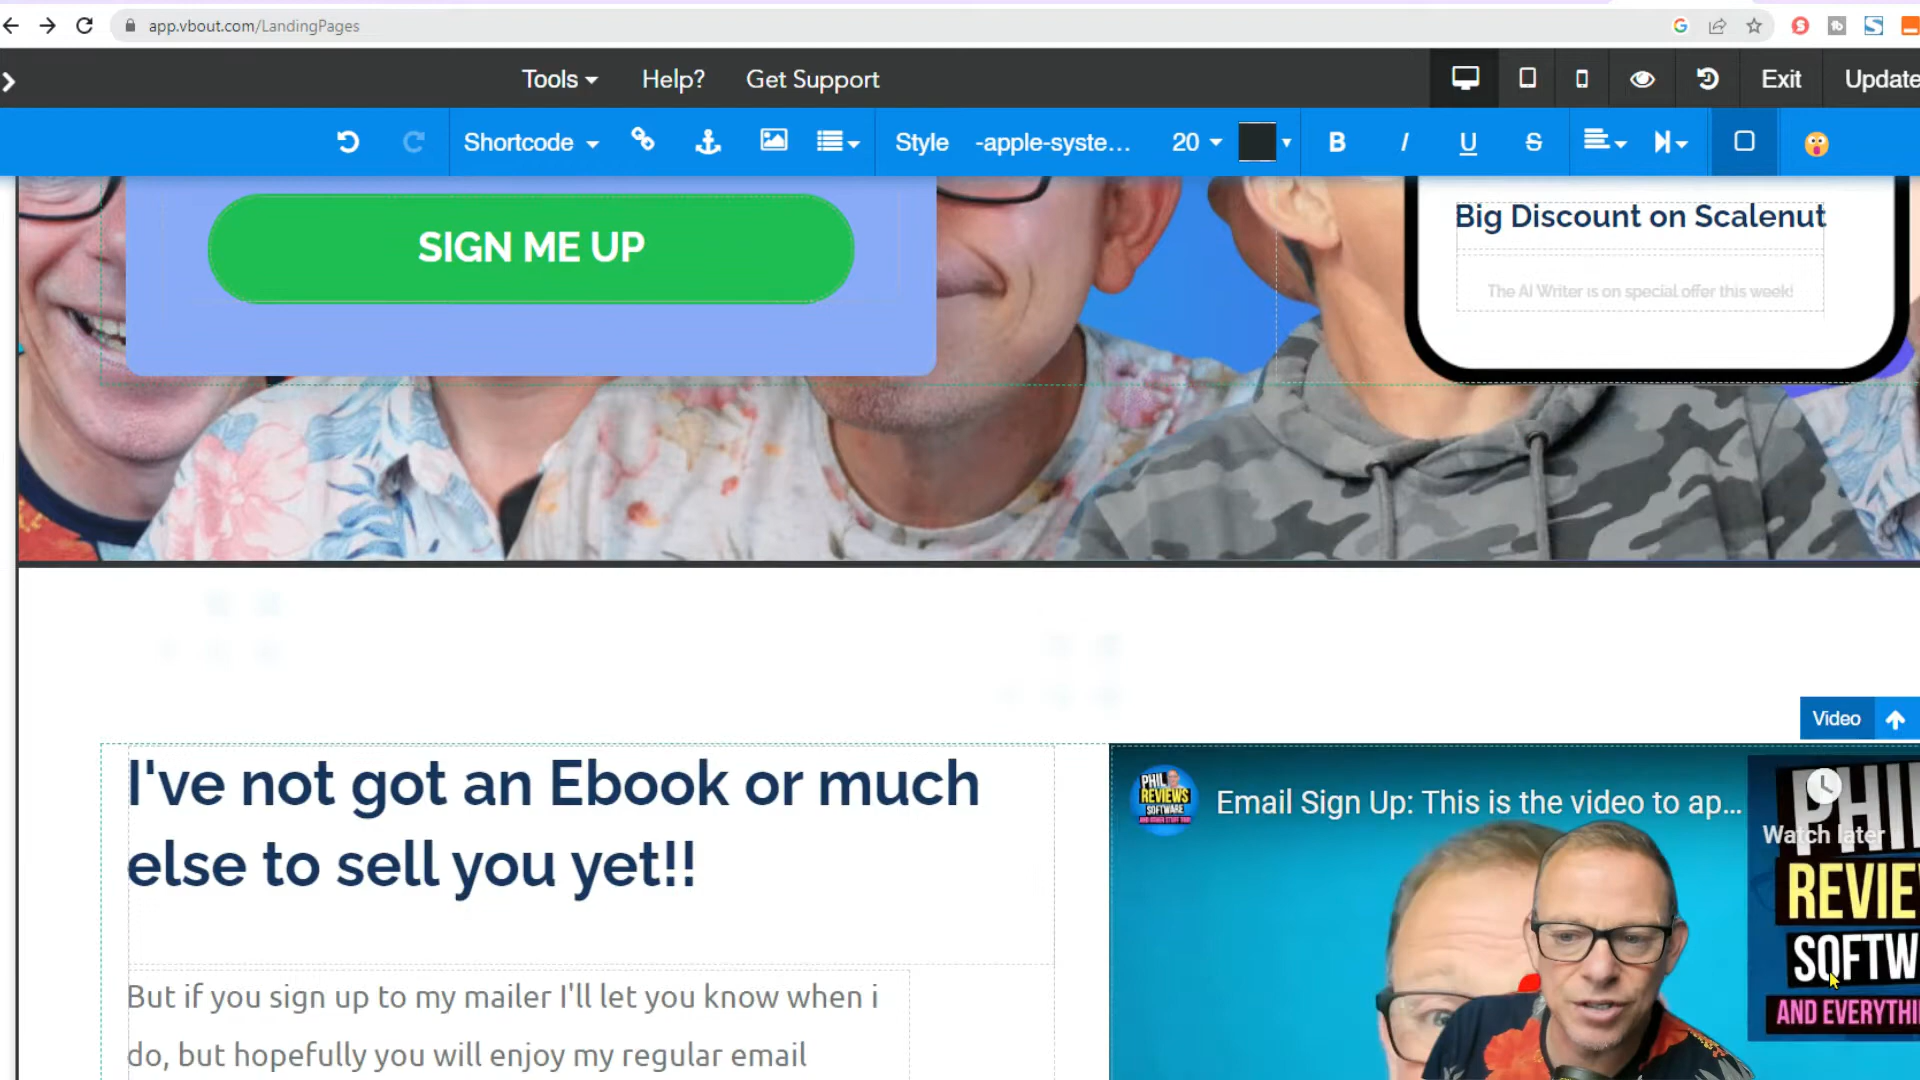 app.vbout.com/LandingPages
Tools Help? Get Support Exit Update
Shortcode Style -apple-syste... 20 B I U S
SIGN ME UP
Big Discount on Scalenut
The AI Writer is on special offer this week!
Video
I've not got an Ebook or much
else to sell you yet!!
But if you sign up to my mailer I'll let you know when i
do, but hopefully you will enjoy my regular email
PHIL
REVIEWS
SOFTWARE
Email Sign Up: This is the video to ap...
Watch later
PHIL
REVIE
SOFTW
AND EVERYTHI